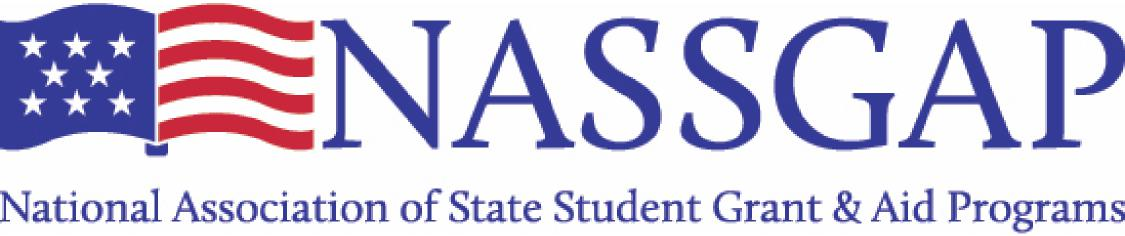 NASSGAP
National Association of State Student Grant & Aid Programs